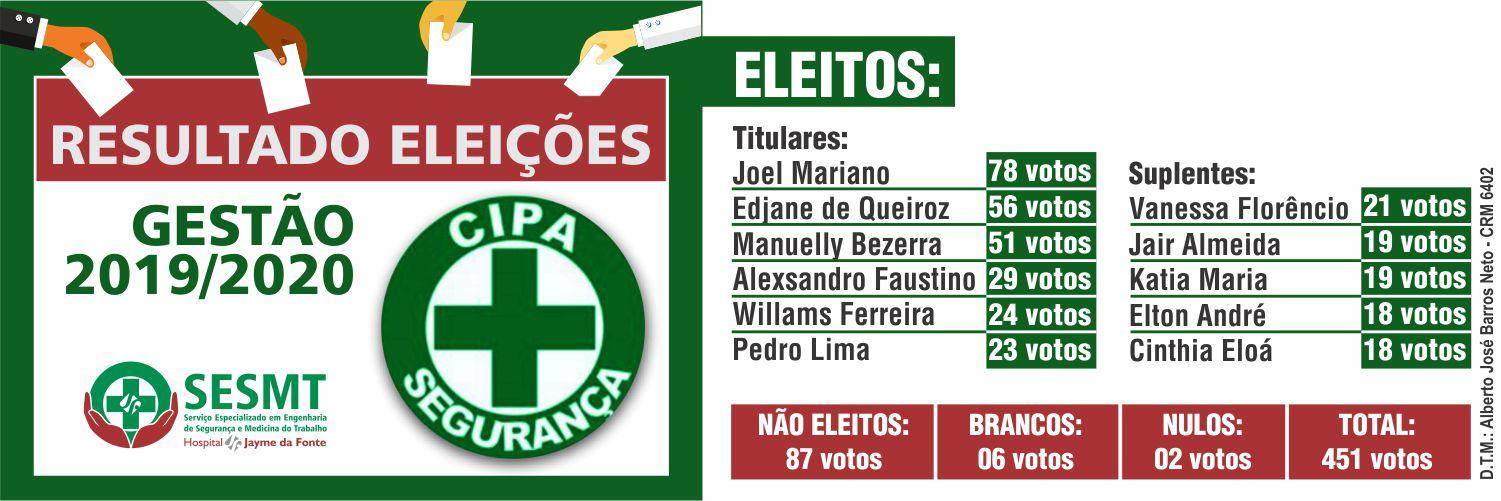 RESULTADO ELEIÇÕES
GESTÃO
2019/2020
CIPA
SEGURANÇA
SESMT
Serviço Especializado em Engenharia
de Segurança e Medicina do Trabalho
Hospital Jayme da Fonte
ELEITOS:
Titulares:
Joel Mariano 78 votos
Edjane de Queiroz 56 votos
Manuelly Bezerra 51 votos
Alexsandro Faustino 29 votos
Willams Ferreira 24 votos
Pedro Lima 23 votos
Suplentes:
Vanessa Florêncio 21 votos
Jair Almeida 19 votos
Katia Maria 19 votos
Elton André 18 votos
Cinthia Eloá 18 votos
NÃO ELEITOS:
87 votos
BRANCOS:
06 votos
NULOS:
02 votos
TOTAL:
451 votos
D.T.M.: Alberto José Barros Neto - CRM 6402